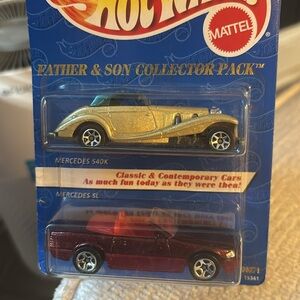 HOT WHEELS
MATTEL
FATHER & SON COLLECTOR PACK™
MERCEDES 540K
Classic & Contemporary Cars
As much fun today as they were then!
MERCEDES SL
15361